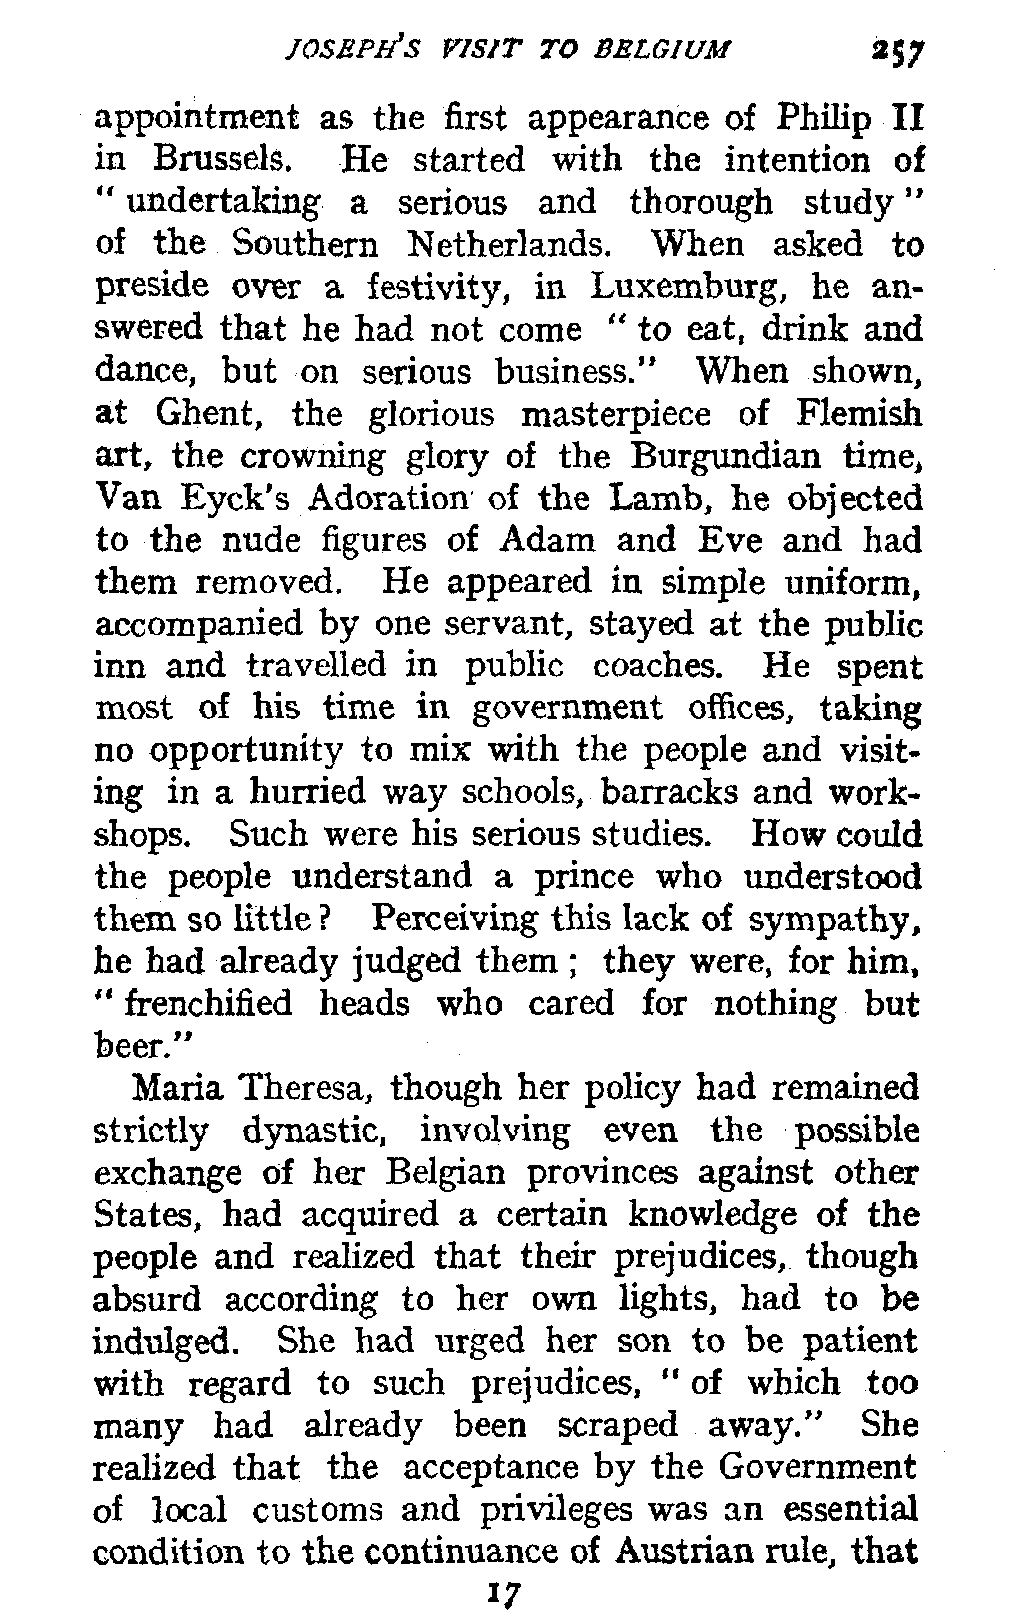 JOSEPH'S VISIT TO BELGIUM 257
appointment as the first appearance of Philip II
in Brussels. He started with the intention of
“ undertaking a serious and thorough study ”
of the Southern Netherlands. When asked to
preside over a festivity, in Luxemburg, he an-
swered that he had not come “ to eat, drink and
dance, but on serious business.” When shown,
at Ghent, the glorious masterpiece of Flemish
art, the crowning glory of the Burgundian time,
Van Eyck's Adoration of the Lamb, he objected
to the nude figures of Adam and Eve and had
them removed. He appeared in simple uniform,
accompanied by one servant, stayed at the public
inn and travelled in public coaches. He spent
most of his time in government offices, taking
no opportunity to mix with the people and visit-
ing in a hurried way schools, barracks and work-
shops. Such were his serious studies. How could
the people understand a prince who understood
them so little ? Perceiving this lack of sympathy,
he had already judged them ; they were, for him,
“ frenchified heads who cared for nothing but
beer.”
Maria Theresa, though her policy had remained
strictly dynastic, involving even the possible
exchange of her Belgian provinces against other
States, had acquired a certain knowledge of the
people and realized that their prejudices, though
absurd according to her own lights, had to be
indulged. She had urged her son to be patient
with regard to such prejudices, “ of which too
many had already been scraped away.” She
realized that the acceptance by the Government
of local customs and privileges was an essential
condition to the continuance of Austrian rule, that
17